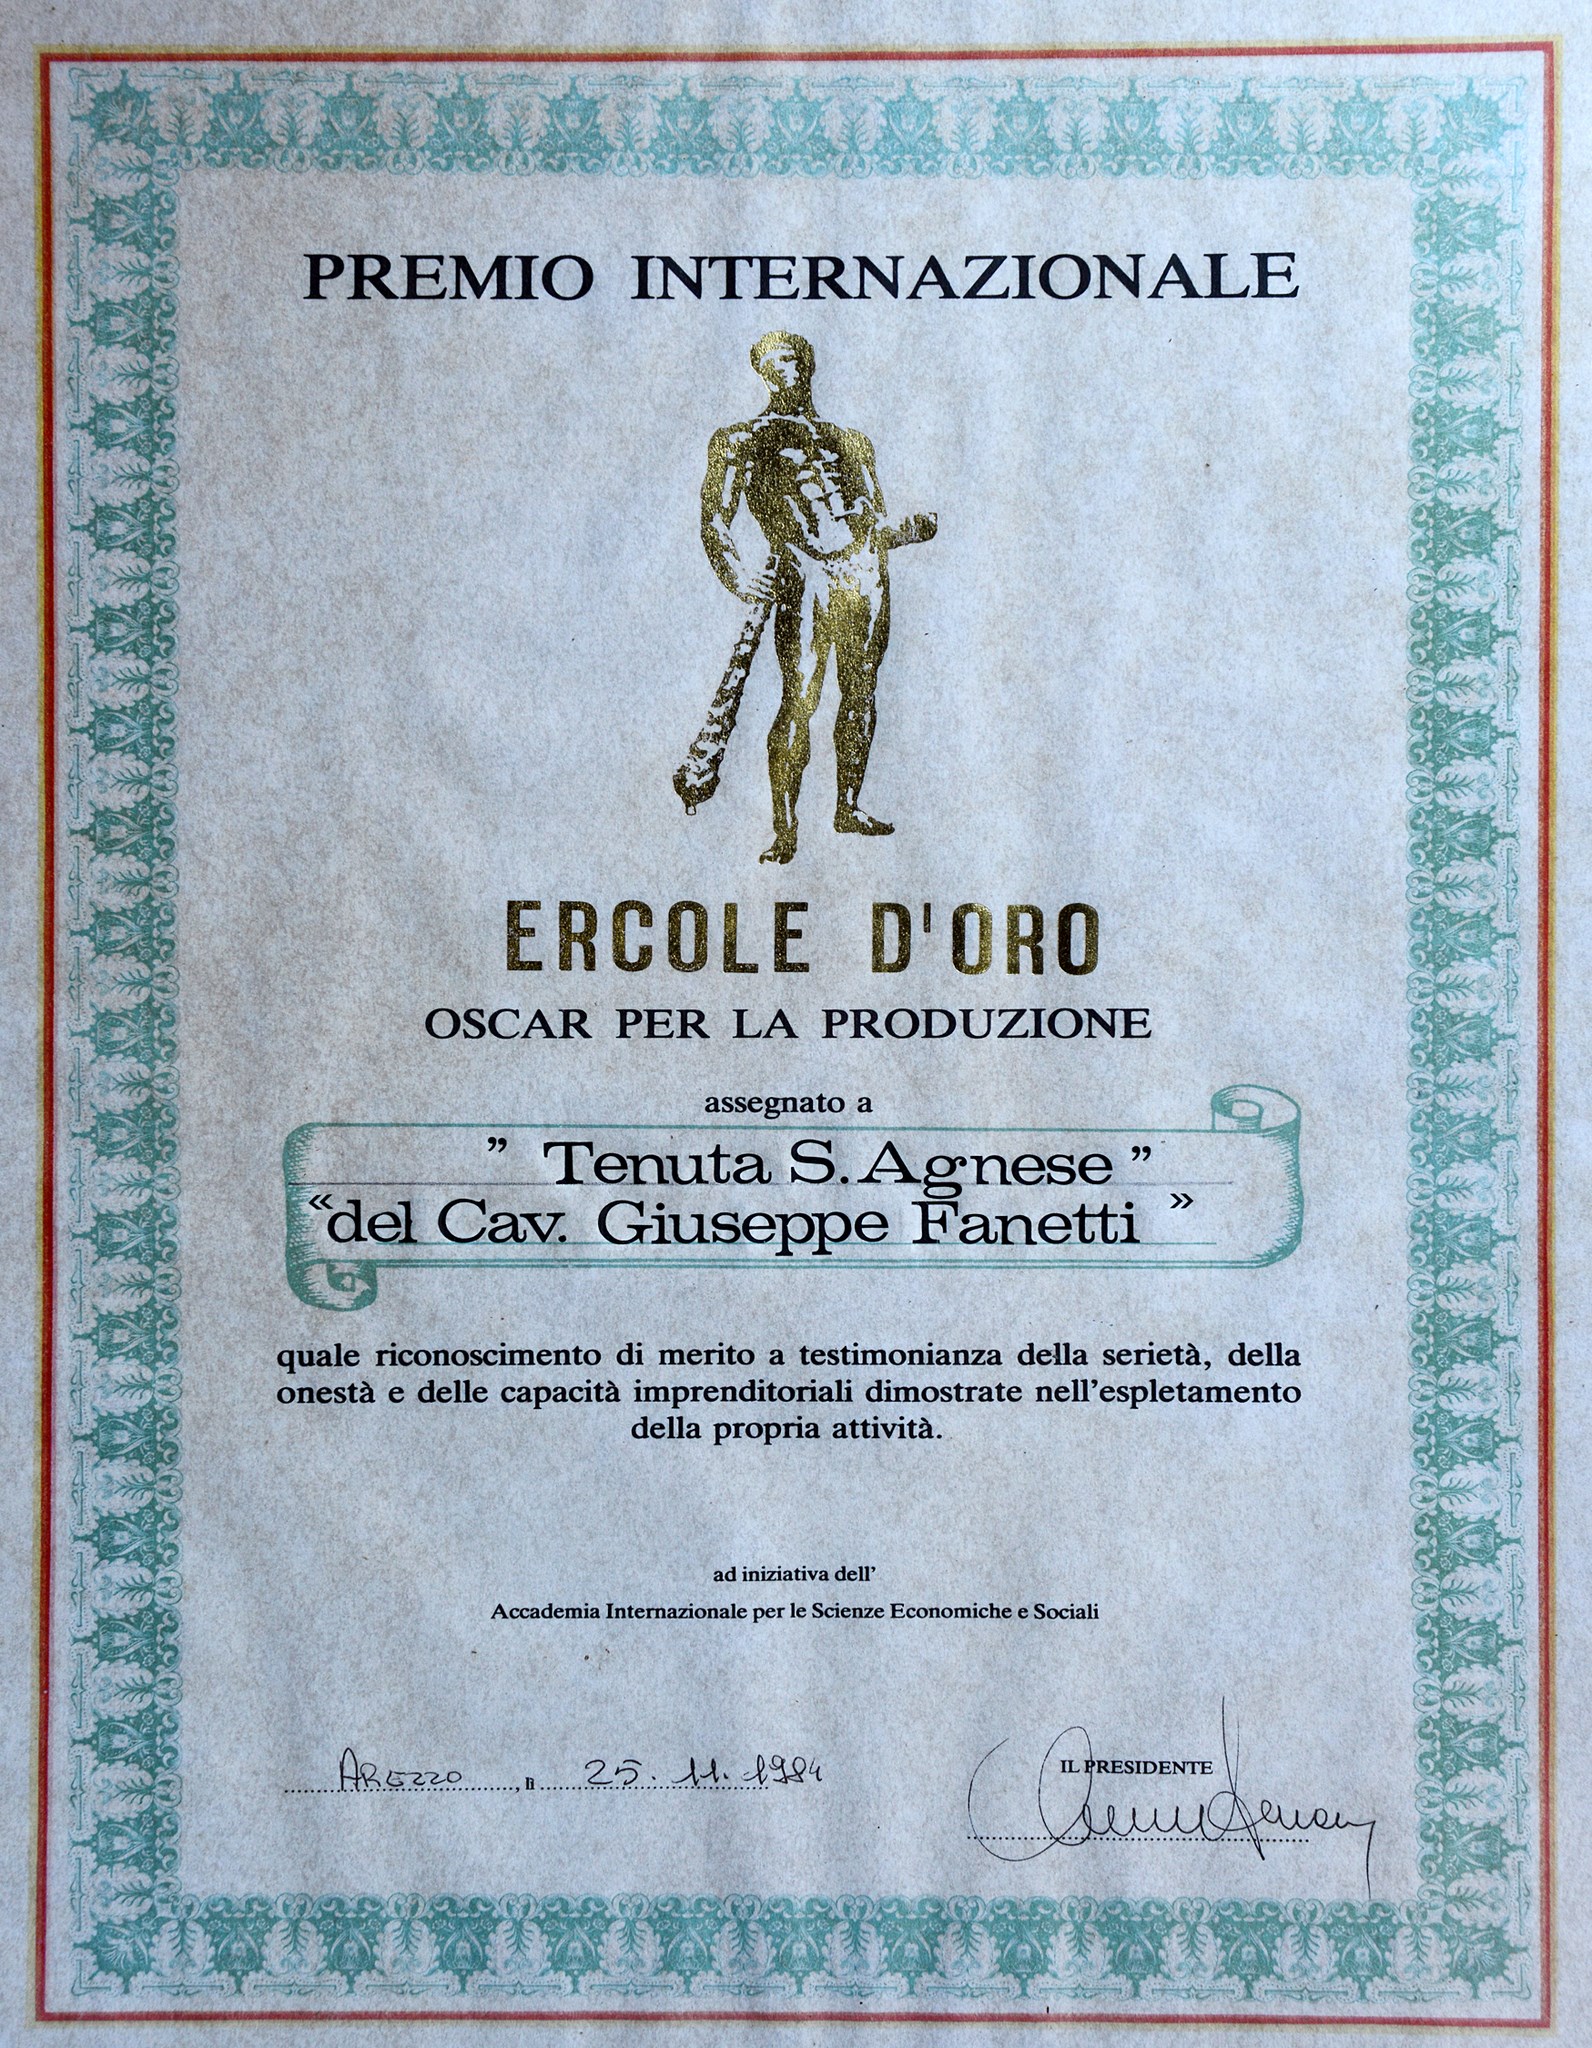 PREMIO INTERNAZIONALE
ERCOLE D'ORO
OSCAR PER LA PRODUZIONE
assegnato a
" Tenuta S. Agnese "
«del Cav. Giuseppe Fanetti »
quale riconoscimento di merito a testimonianza della serietà, della
onestà e delle capacità imprenditoriali dimostrate nell'espletamento
della propria attività.
ad iniziativa dell'
Accademia Internazionale per le Scienze Economiche e Sociali
AREZZO, lì 25.11.1984
IL PRESIDENTE